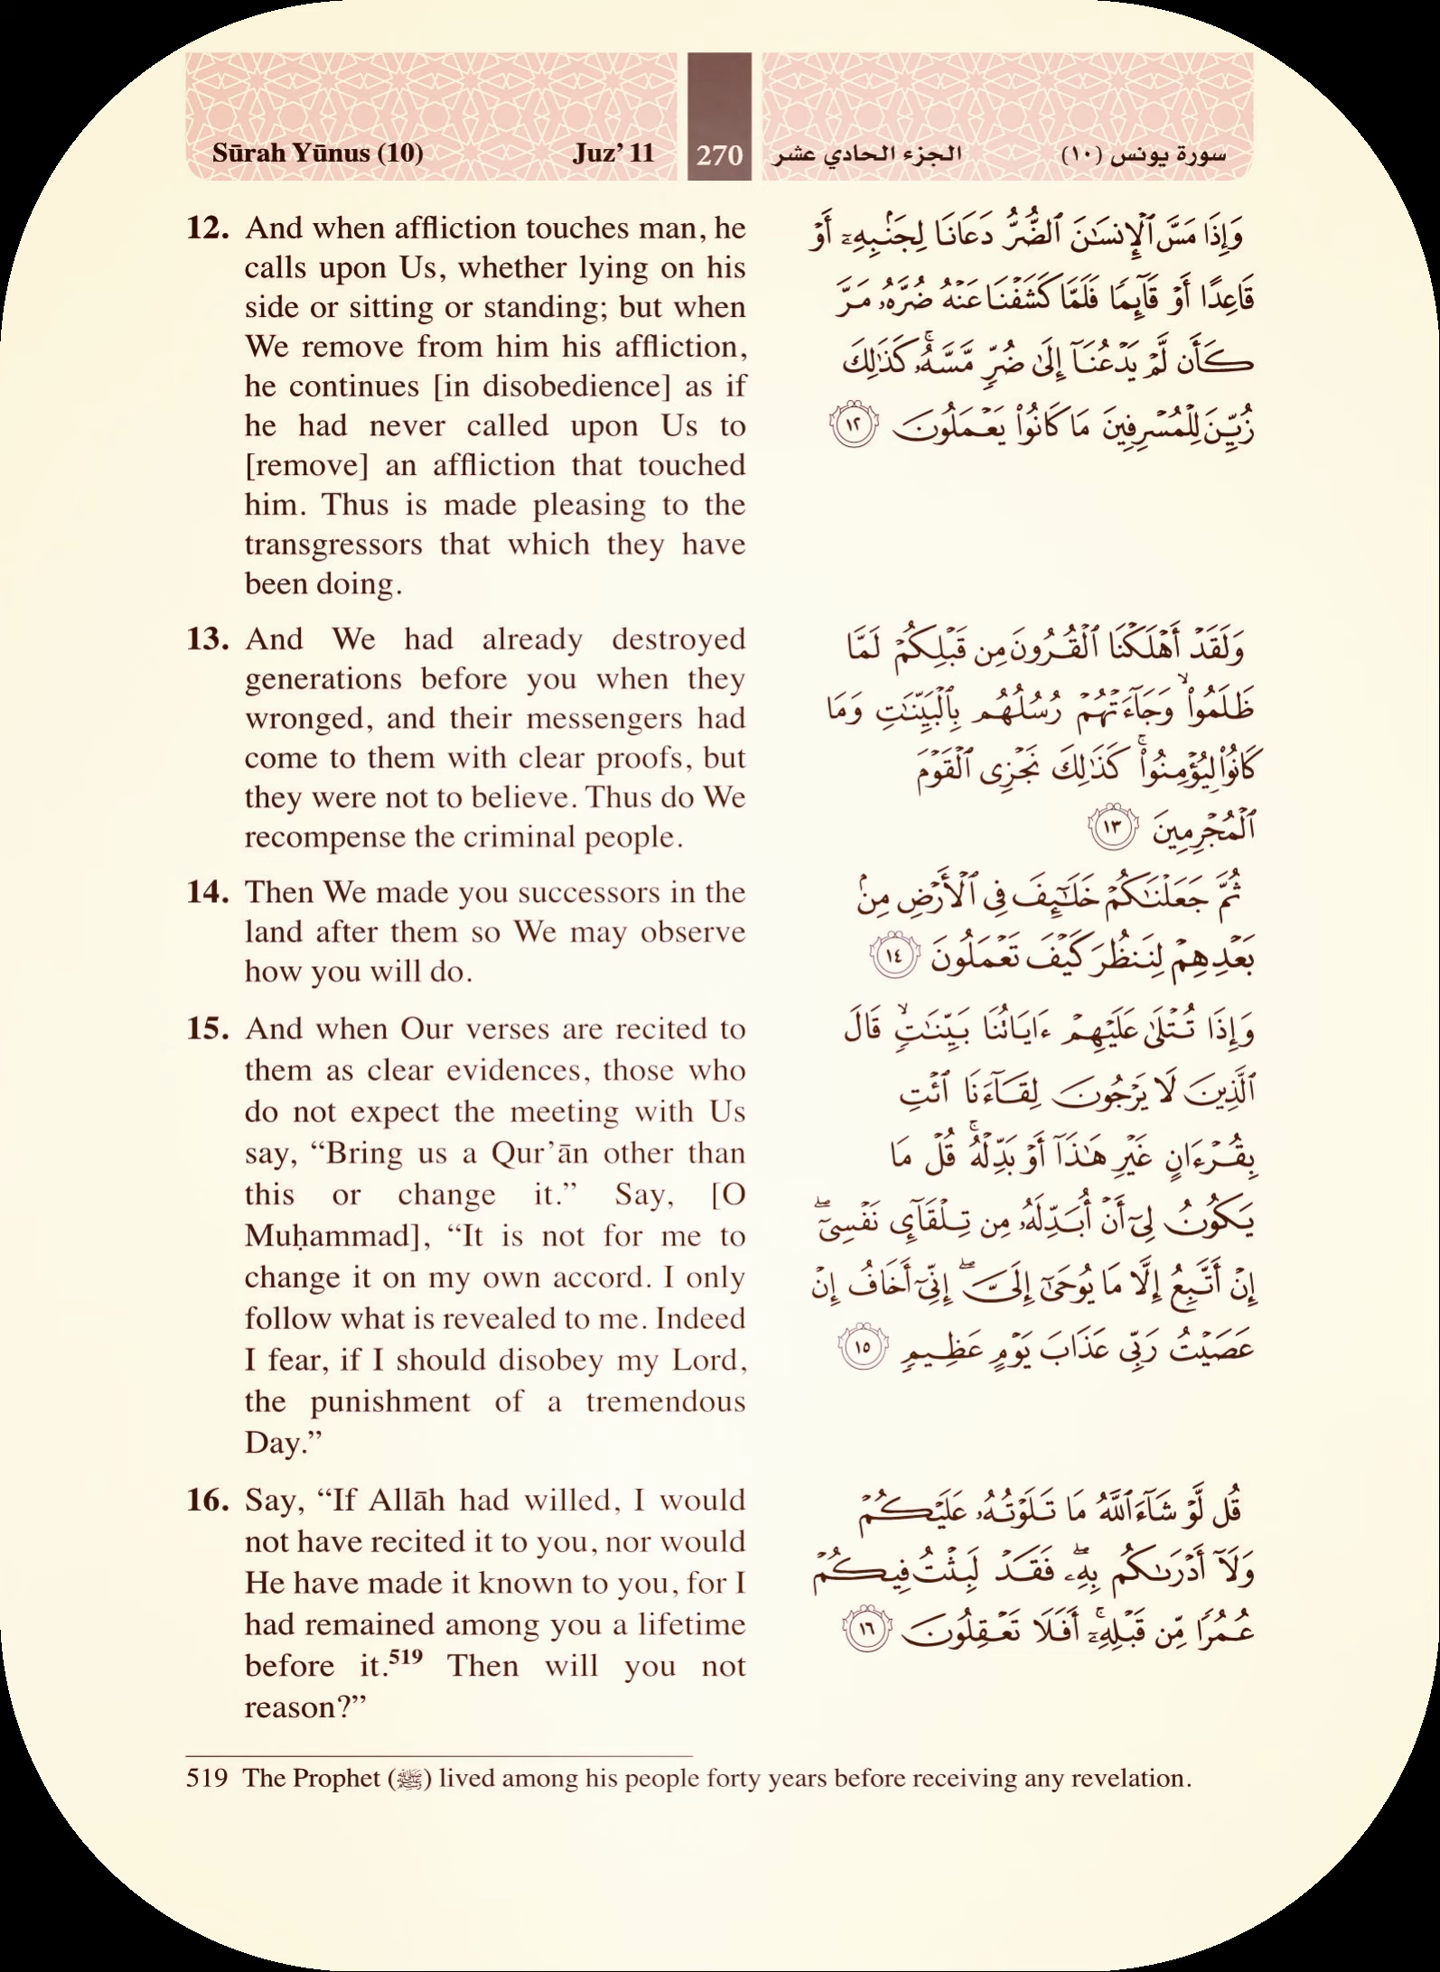 Sūrah Yūnus (10) Juz’ 11 270 الجزء الحادي عشر سورة يونس (١٠)
12. And when affliction touches man, he
calls upon Us, whether lying on his
side or sitting or standing; but when
We remove from him his affliction,
he continues [in disobedience] as if
he had never called upon Us to
[remove] an affliction that touched
him. Thus is made pleasing to the
transgressors that which they have
been doing.
وَإِذَا مَسَّ ٱلْإِنسَٰنَ ٱلضُّرُّ دَعَانَا لِجَنۢبِهِۦٓ أَوْ
قَاعِدًا أَوْ قَآئِمًا فَلَمَّا كَشَفْنَا عَنْهُ ضُرَّهُۥ مَرَّ
كَأَن لَّمْ يَدْعُنَآ إِلَىٰ ضُرٍّ مَّسَّهُۥ ۚ كَذَٰلِكَ
زُيِّنَ لِلْمُسْرِفِينَ مَا كَانُوا۟ يَعْمَلُونَ ١٢
13. And We had already destroyed
generations before you when they
wronged, and their messengers had
come to them with clear proofs, but
they were not to believe. Thus do We
recompense the criminal people.
وَلَقَدْ أَهْلَكْنَا ٱلْقُرُونَ مِن قَبْلِكُمْ لَمَّا
ظَلَمُوا۟ ۙ وَجَآءَتْهُمْ رُسُلُهُم بِٱلْبَيِّنَٰتِ وَمَا
كَانُوا۟ لِيُؤْمِنُوا۟ ۚ كَذَٰلِكَ نَجْزِى ٱلْقَوْمَ
ٱلْمُجْرِمِينَ ١٣
14. Then We made you successors in the
land after them so We may observe
how you will do.
ثُمَّ جَعَلْنَٰكُمْ خَلَٰٓئِفَ فِى ٱلْأَرْضِ مِنۢ
بَعْدِهِمْ لِنَنظُرَ كَيْفَ تَعْمَلُونَ ١٤
15. And when Our verses are recited to
them as clear evidences, those who
do not expect the meeting with Us
say, “Bring us a Qur’ān other than
this or change it.” Say, [O
Muḥammad], “It is not for me to
change it on my own accord. I only
follow what is revealed to me. Indeed
I fear, if I should disobey my Lord,
the punishment of a tremendous
Day.”
وَإِذَا تُتْلَىٰ عَلَيْهِمْ ءَايَاتُنَا بَيِّنَٰتٍ ۙ قَالَ
ٱلَّذِينَ لَا يَرْجُونَ لِقَآءَنَا ٱئْتِ
بِقُرْءَانٍ غَيْرِ هَٰذَآ أَوْ بَدِّلْهُ ۚ قُلْ مَا
يَكُونُ لِىٓ أَنْ أُبَدِّلَهُۥ مِن تِلْقَآئِ نَفْسِىٓ ۖ
إِنْ أَتَّبِعُ إِلَّا مَا يُوحَىٰٓ إِلَىَّ ۖ إِنِّىٓ أَخَافُ إِنْ
عَصَيْتُ رَبِّى عَذَابَ يَوْمٍ عَظِيمٍ ١٥
16. Say, “If Allāh had willed, I would
not have recited it to you, nor would
He have made it known to you, for I
had remained among you a lifetime
before it.519 Then will you not
reason?”
قُل لَّوْ شَآءَ ٱللَّهُ مَا تَلَوْتُهُۥ عَلَيْكُمْ
وَلَآ أَدْرَىٰكُم بِهِۦ ۖ فَقَدْ لَبِثْتُ فِيكُمْ
عُمُرًا مِّن قَبْلِهِۦٓ ۚ أَفَلَا تَعْقِلُونَ ١٦
519 The Prophet (ﷺ) lived among his people forty years before receiving any revelation.